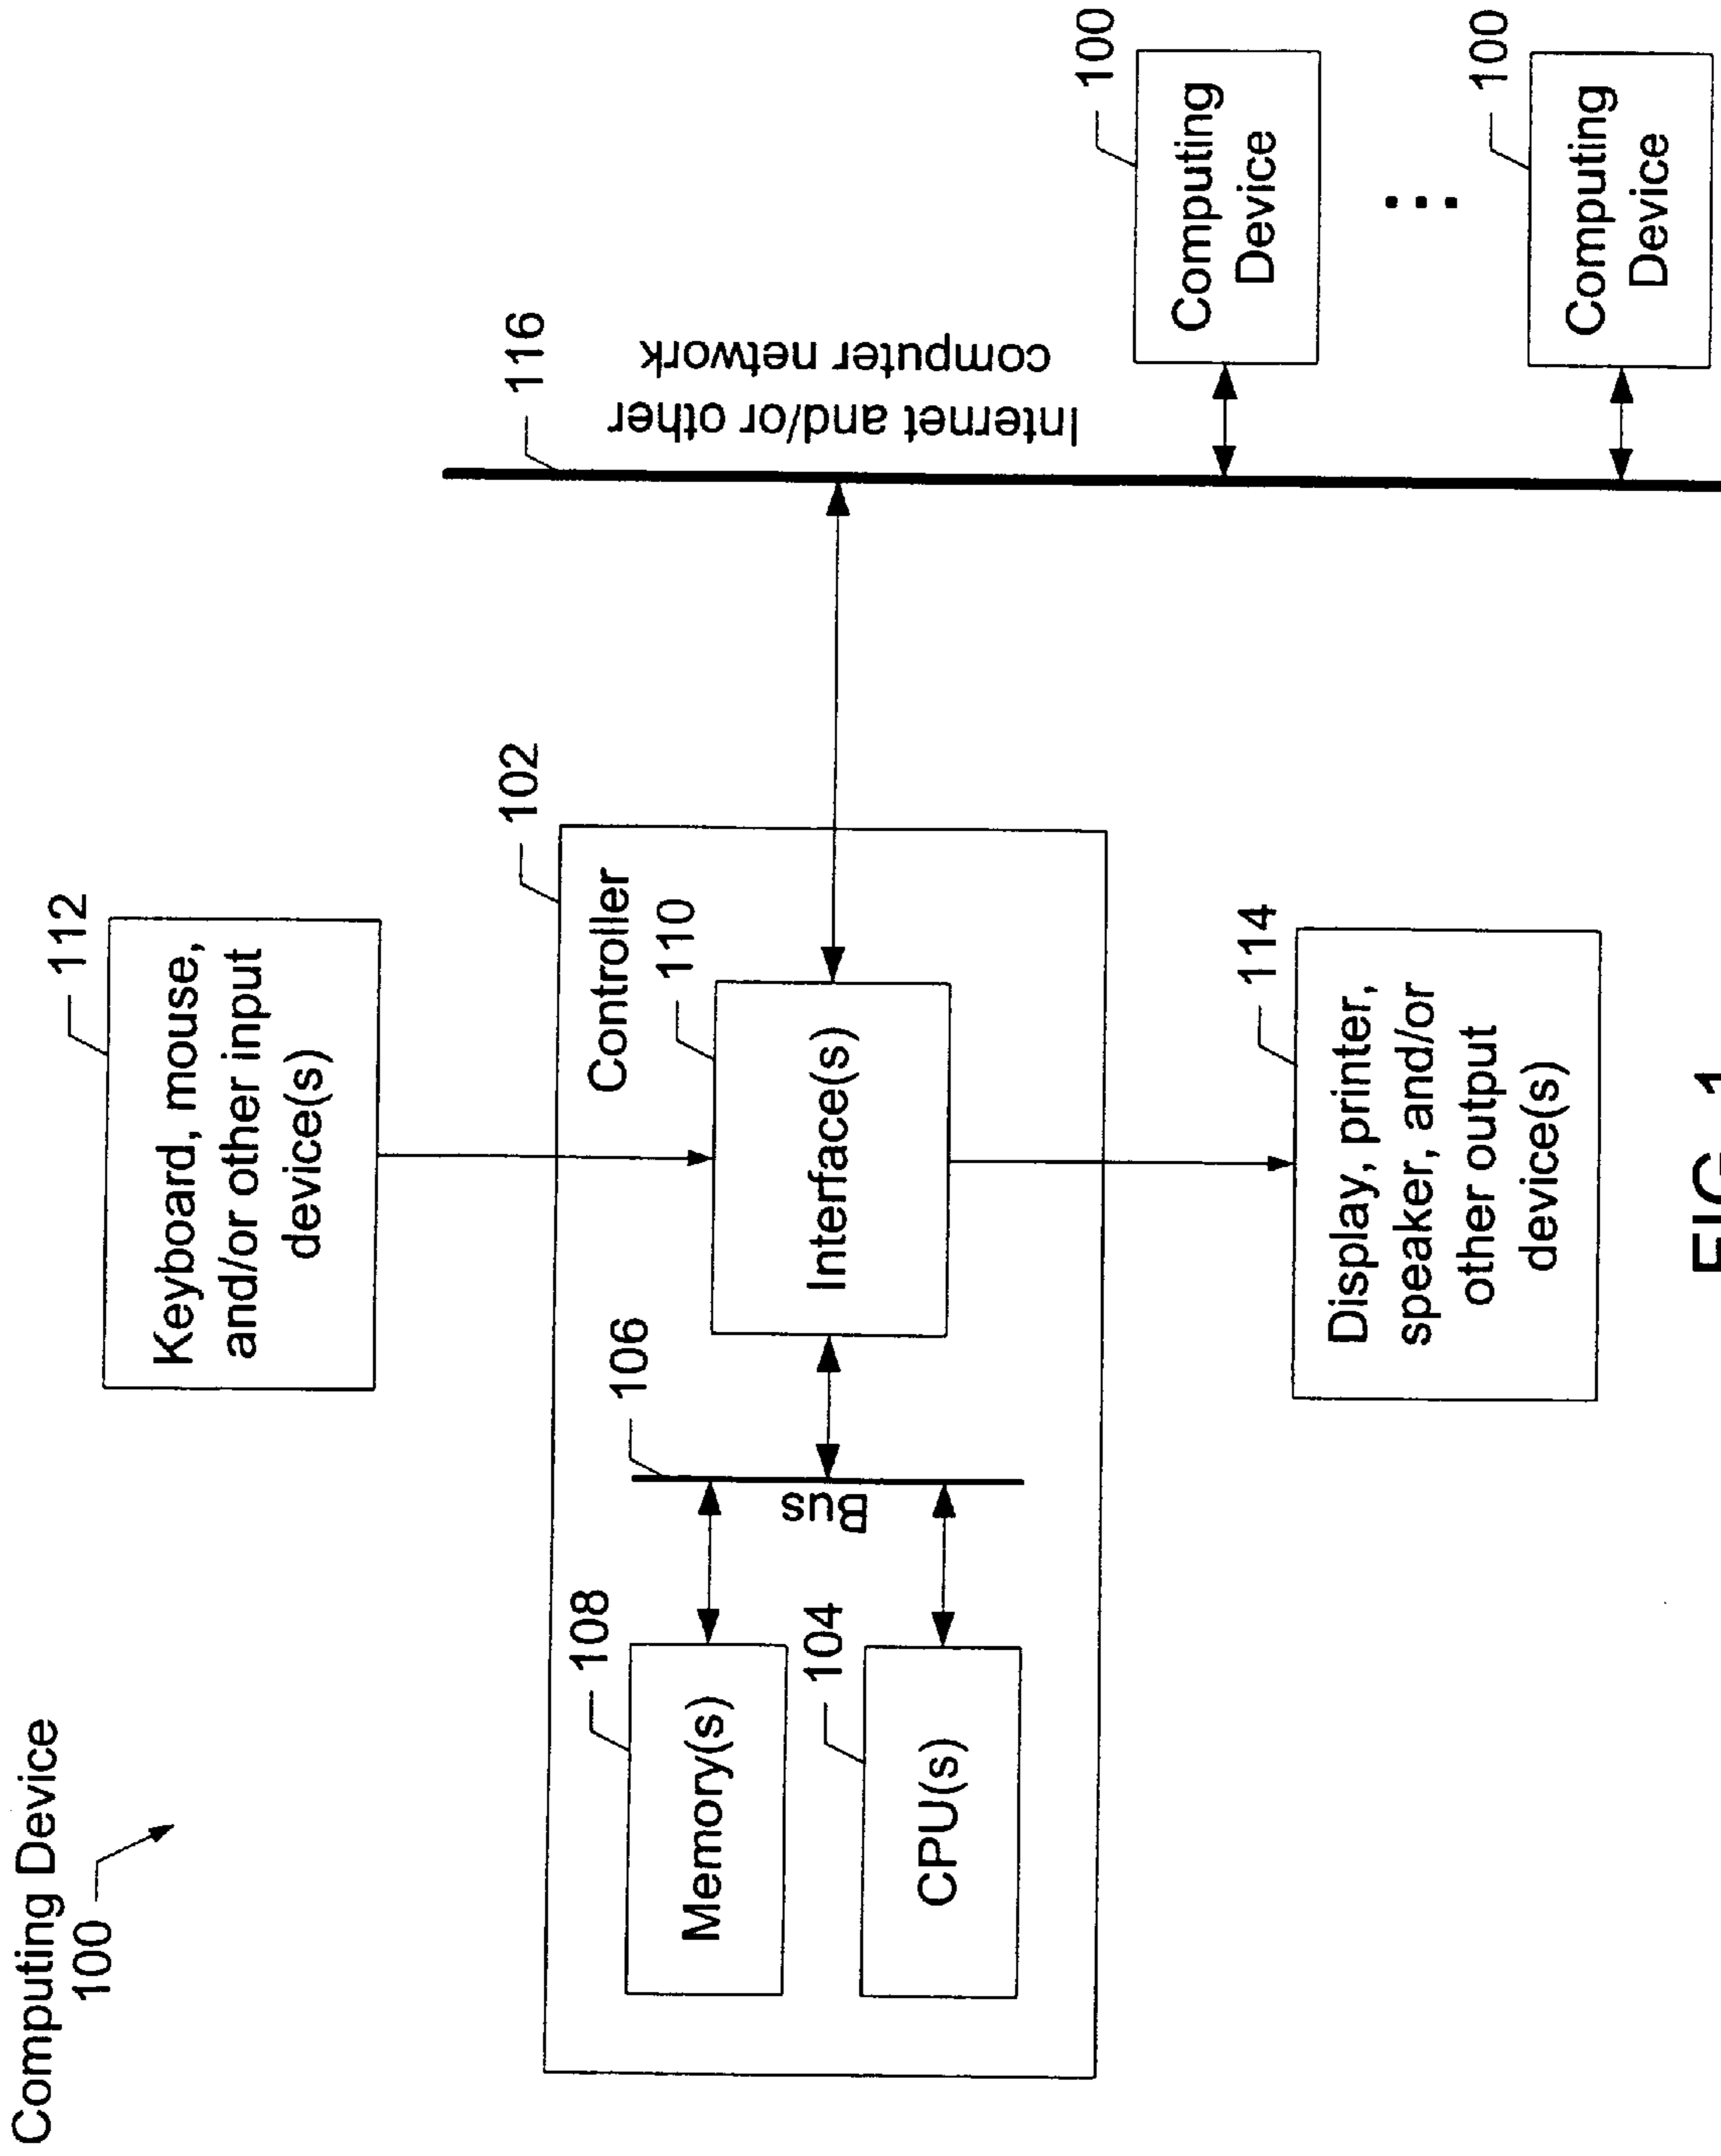 Computing Device
100
112
Keyboard, mouse,
and/or other input
device(s)
102
Controller
108
Memory(s)
104
CPU(s)
106
Bus
110
Interface(s)
114
Display, printer,
speaker, and/or
other output
device(s)
116
Internet and/or other
computer network
100
Computing
Device
100
Computing
Device
FIG. 1